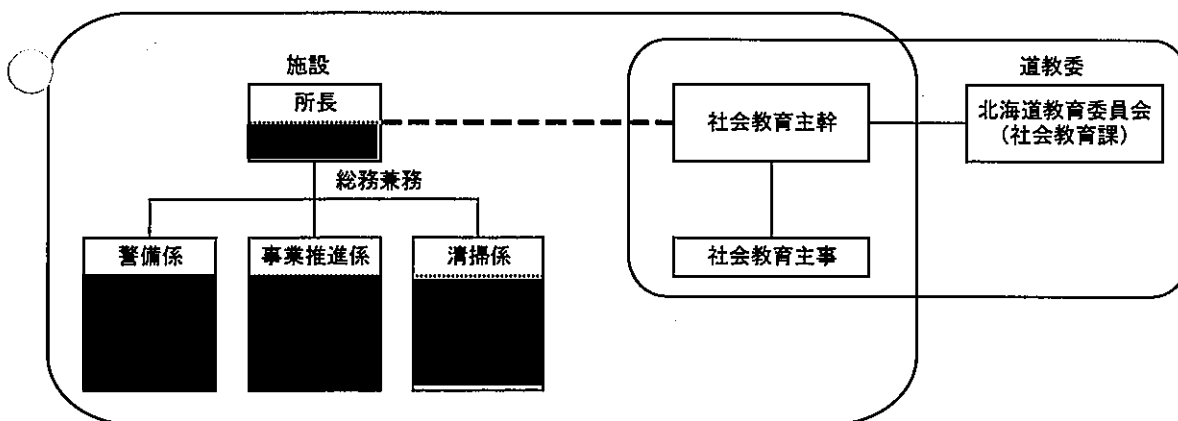 施設
所長
総務兼務
警備係
事業推進係
清掃係
社会教育主幹
社会教育主事
道教委
北海道教育委員会
(社会教育課)